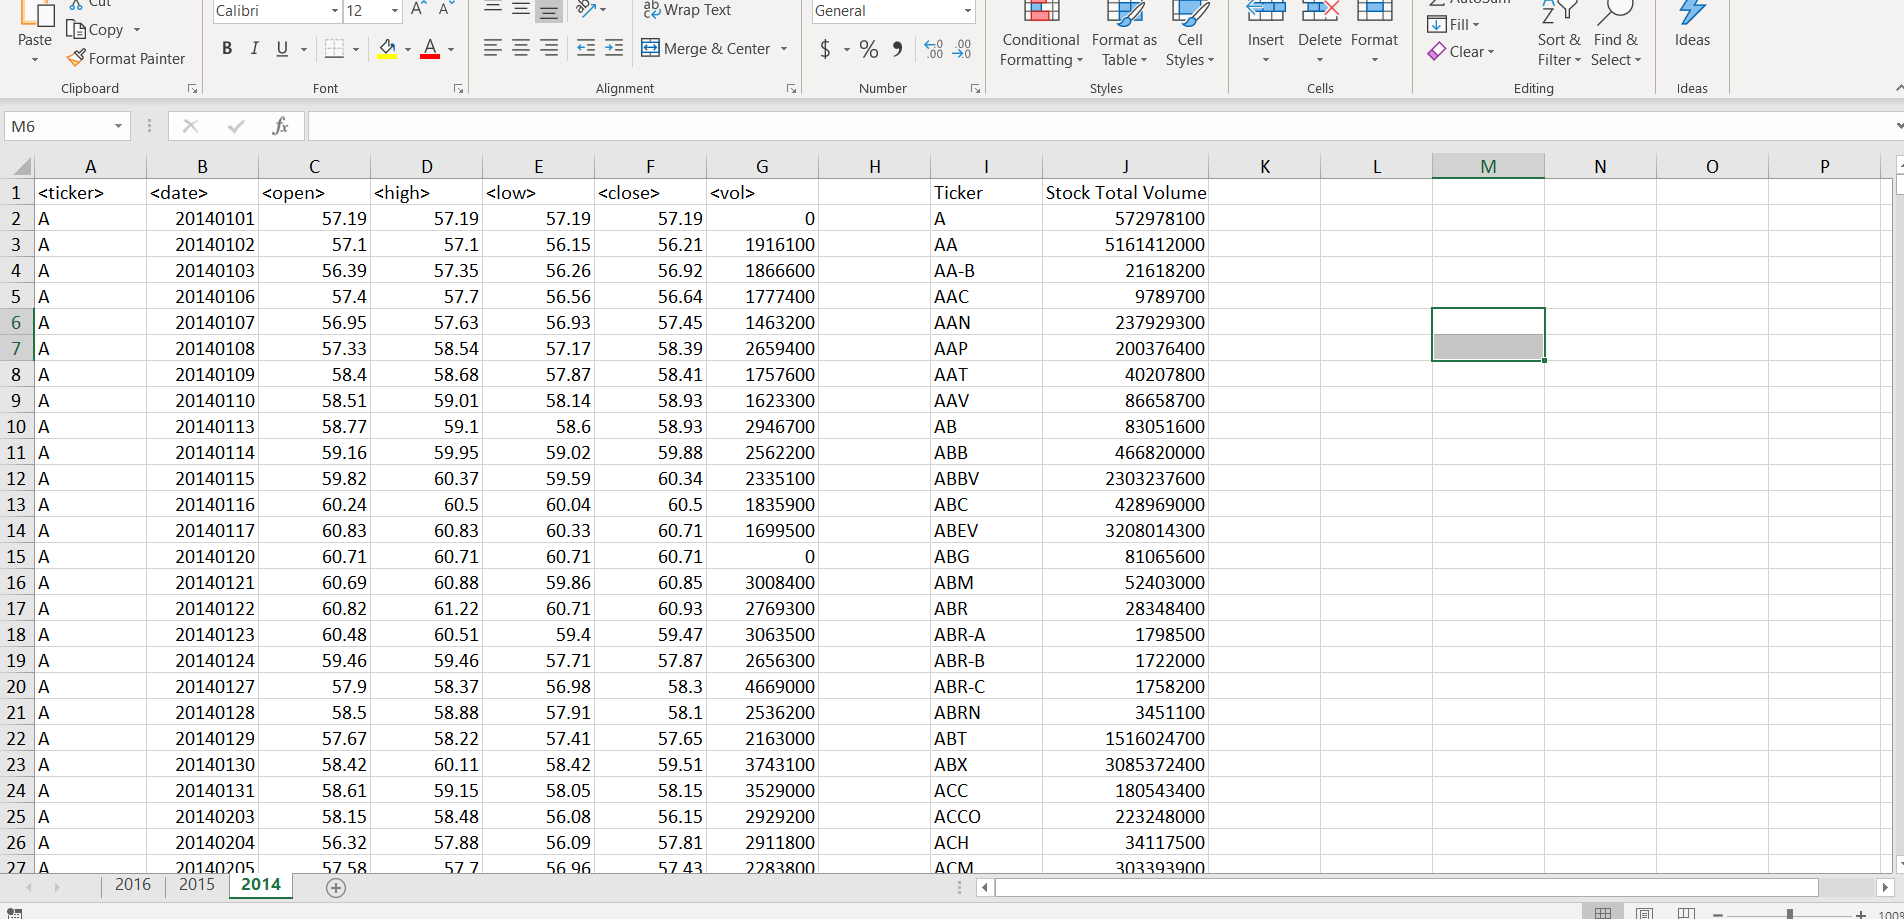 Cut
Calibri 12 A A Wrap Text General AutoSum
Paste Copy Fill
Format Painter B I U A Merge & Center $ % , .00 .00 Clear
Conditional Formatting Format as Table Cell Styles Insert Delete Format Sort & Filter Find & Select Ideas
Clipboard Font Alignment Number Styles Cells Editing Ideas
M6 fx
A B C D E F G H I J K L M N O P
1 <ticker> <date> <open> <high> <low> <close> <vol> Ticker Stock Total Volume
2 A 20140101 57.19 57.19 57.19 57.19 0 A 572978100
3 A 20140102 57.1 57.1 56.15 56.21 1916100 AA 5161412000
4 A 20140103 56.39 57.35 56.26 56.92 1866600 AA-B 21618200
5 A 20140106 57.4 57.7 56.56 56.64 1777400 AAC 9789700
6 A 20140107 56.95 57.63 56.93 57.45 1463200 AAN 237929300
7 A 20140108 57.33 58.54 57.17 58.39 2659400 AAP 200376400
8 A 20140109 58.4 58.68 57.87 58.41 1757600 AAT 40207800
9 A 20140110 58.51 59.01 58.14 58.93 1623300 AAV 86658700
10 A 20140113 58.77 59.1 58.6 58.93 2946700 AB 83051600
11 A 20140114 59.16 59.95 59.02 59.88 2562200 ABB 466820000
12 A 20140115 59.82 60.37 59.59 60.34 2335100 ABBV 2303237600
13 A 20140116 60.24 60.5 60.04 60.5 1835900 ABC 428969000
14 A 20140117 60.83 60.83 60.33 60.71 1699500 ABEV 3208014300
15 A 20140120 60.71 60.71 60.71 60.71 0 ABG 81065600
16 A 20140121 60.69 60.88 59.86 60.85 3008400 ABM 52403000
17 A 20140122 60.82 61.22 60.71 60.93 2769300 ABR 28348400
18 A 20140123 60.48 60.51 59.4 59.47 3063500 ABR-A 1798500
19 A 20140124 59.46 59.46 57.71 57.87 2656300 ABR-B 1722000
20 A 20140127 57.9 58.37 56.98 58.3 4669000 ABR-C 1758200
21 A 20140128 58.5 58.88 57.91 58.1 2536200 ABRN 3451100
22 A 20140129 57.67 58.22 57.41 57.65 2163000 ABT 1516024700
23 A 20140130 58.42 60.11 58.42 59.51 3743100 ABX 3085372400
24 A 20140131 58.61 59.15 58.05 58.15 3529000 ACC 180543400
25 A 20140203 58.15 58.48 56.08 56.15 2929200 ACCO 223248000
26 A 20140204 56.32 57.88 56.09 57.81 2911800 ACH 34117500
27 A 20140205 57.58 57.7 56.96 57.43 2283800 ACM 303393900
2016 2015 2014